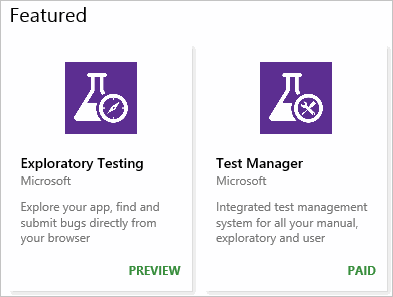 Featured
Exploratory Testing
Microsoft
Explore your app, find and
submit bugs directly from
your browser
PREVIEW
Test Manager
Microsoft
Integrated test management
system for all your manual,
exploratory and user
PAID